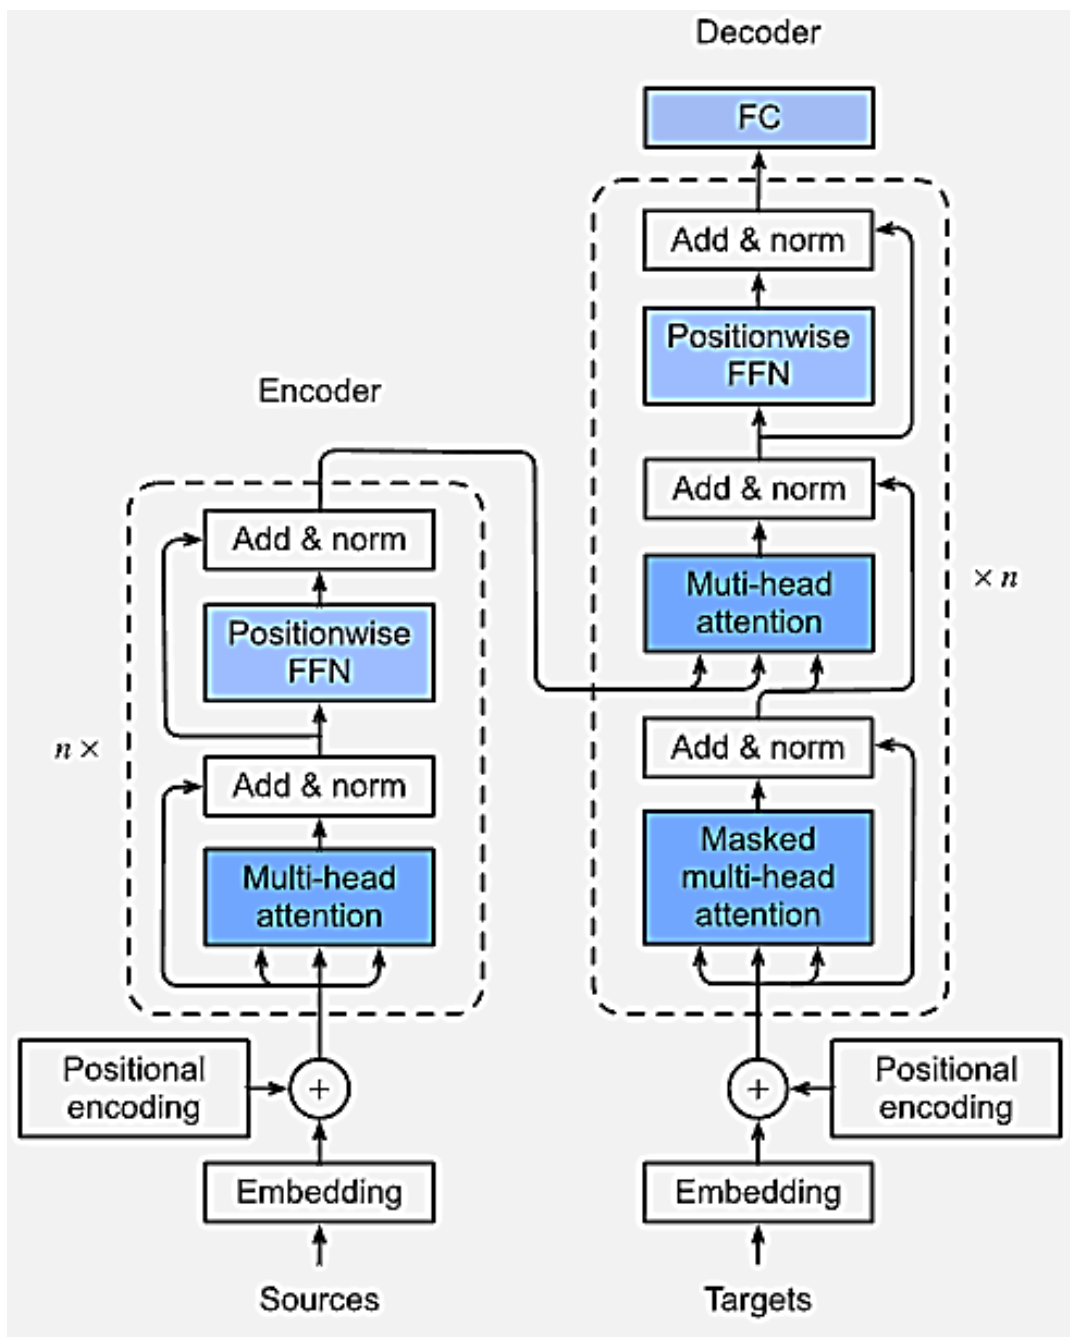 Decoder
FC
Add & norm
Positionwise
FFN
Add & norm
Muti-head
attention
× n
Add & norm
Masked
multi-head
attention
Positional
encoding
Embedding
Targets
Encoder
Add & norm
Positionwise
FFN
n ×
Add & norm
Multi-head
attention
Positional
encoding
+
+
Embedding
Sources